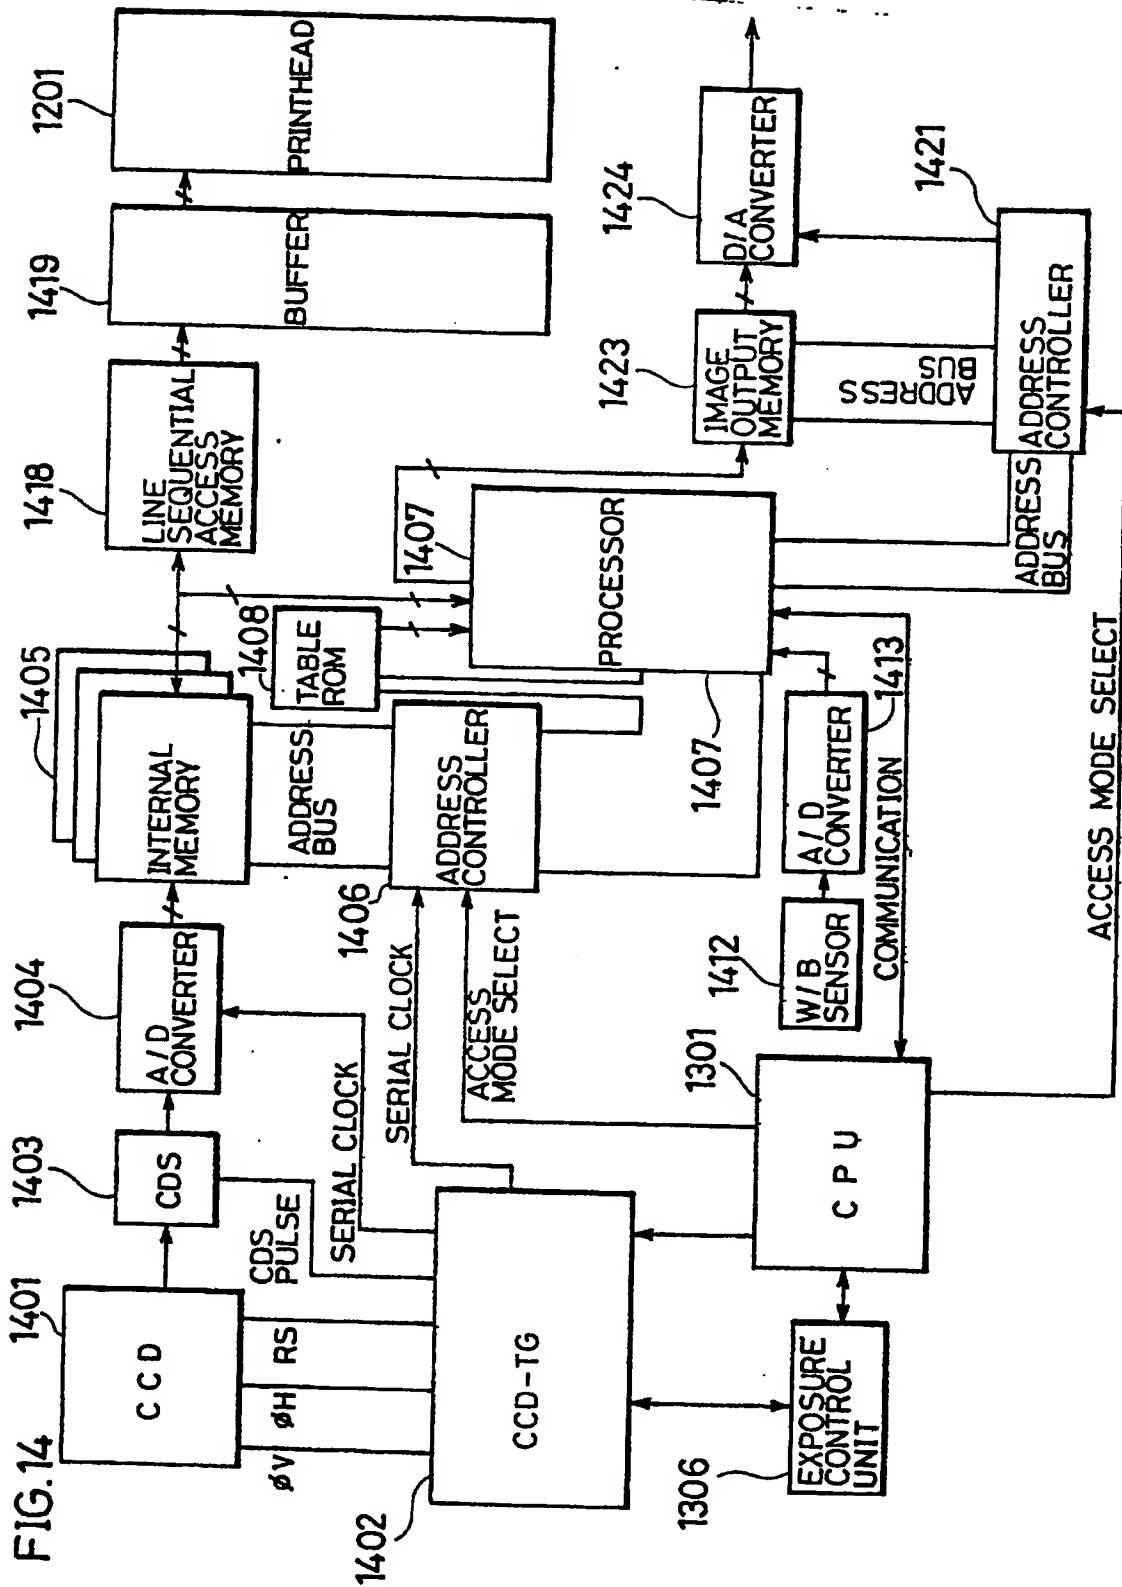 FIG.14
1401
CCD
1403
CDS
1404
A/D
CONVERTER
1405
INTERNAL
MEMORY
1418
LINE
SEQUENTIAL
ACCESS
MEMORY
1419
BUFFER
1201
PRINTHEAD
ØV
ØH
RS
CDS
PULSE
SERIAL CLOCK
SERIAL CLOCK
ADDRESS
BUS
1408
TABLE
ROM
1402
CCD-TG
1406
ADDRESS
CONTROLLER
ACCESS
MODE SELECT
1407
PROCESSOR
1407
1423
IMAGE
OUTPUT
MEMORY
1424
D/A
CONVERTER
1306
EXPOSURE
CONTROL
UNIT
1301
CPU
1412
W/B
SENSOR
A/D
CONVERTER
1413
COMMUNICATION
ADDRESS
BUS
ADDRESS
BUS
1421
ADDRESS
CONTROLLER
ACCESS MODE SELECT